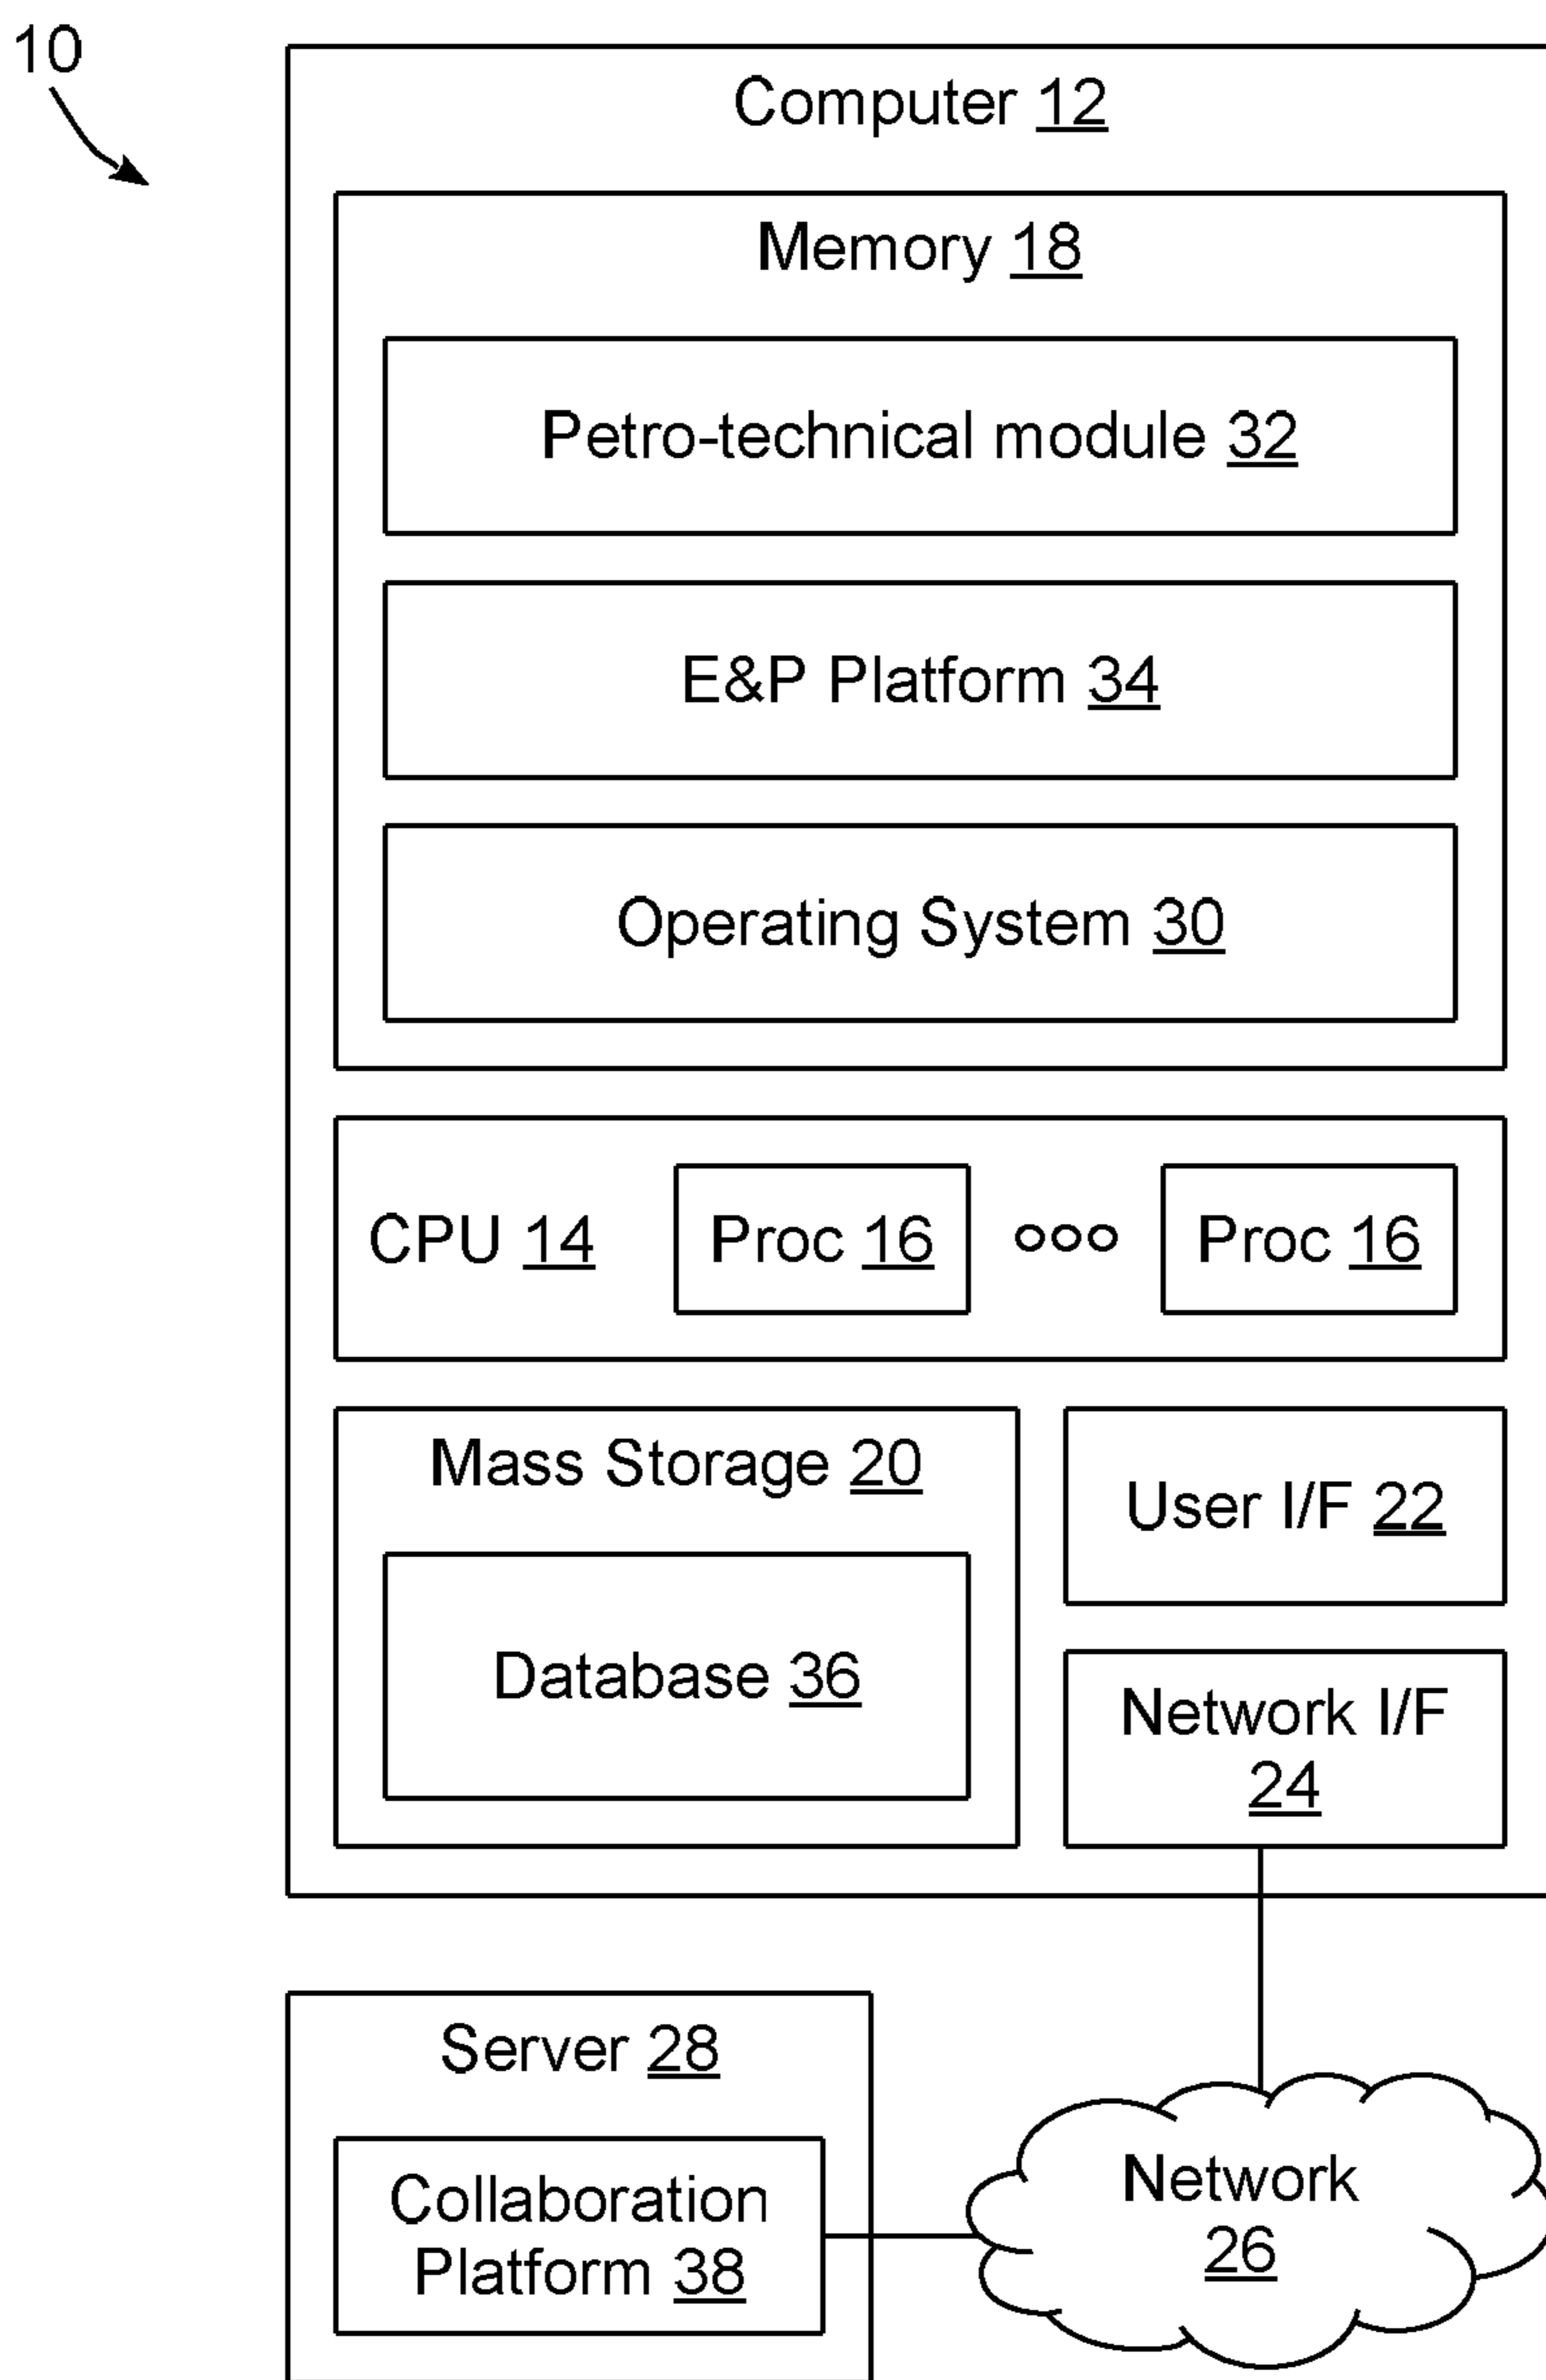 10
Computer 12
Memory 18
Petro-technical module 32
E&P Platform 34
Operating System 30
CPU 14
Proc 16
Proc 16
Mass Storage 20
Database 36
User I/F 22
Network I/F
24
Server 28
Collaboration
Platform 38
Network
26